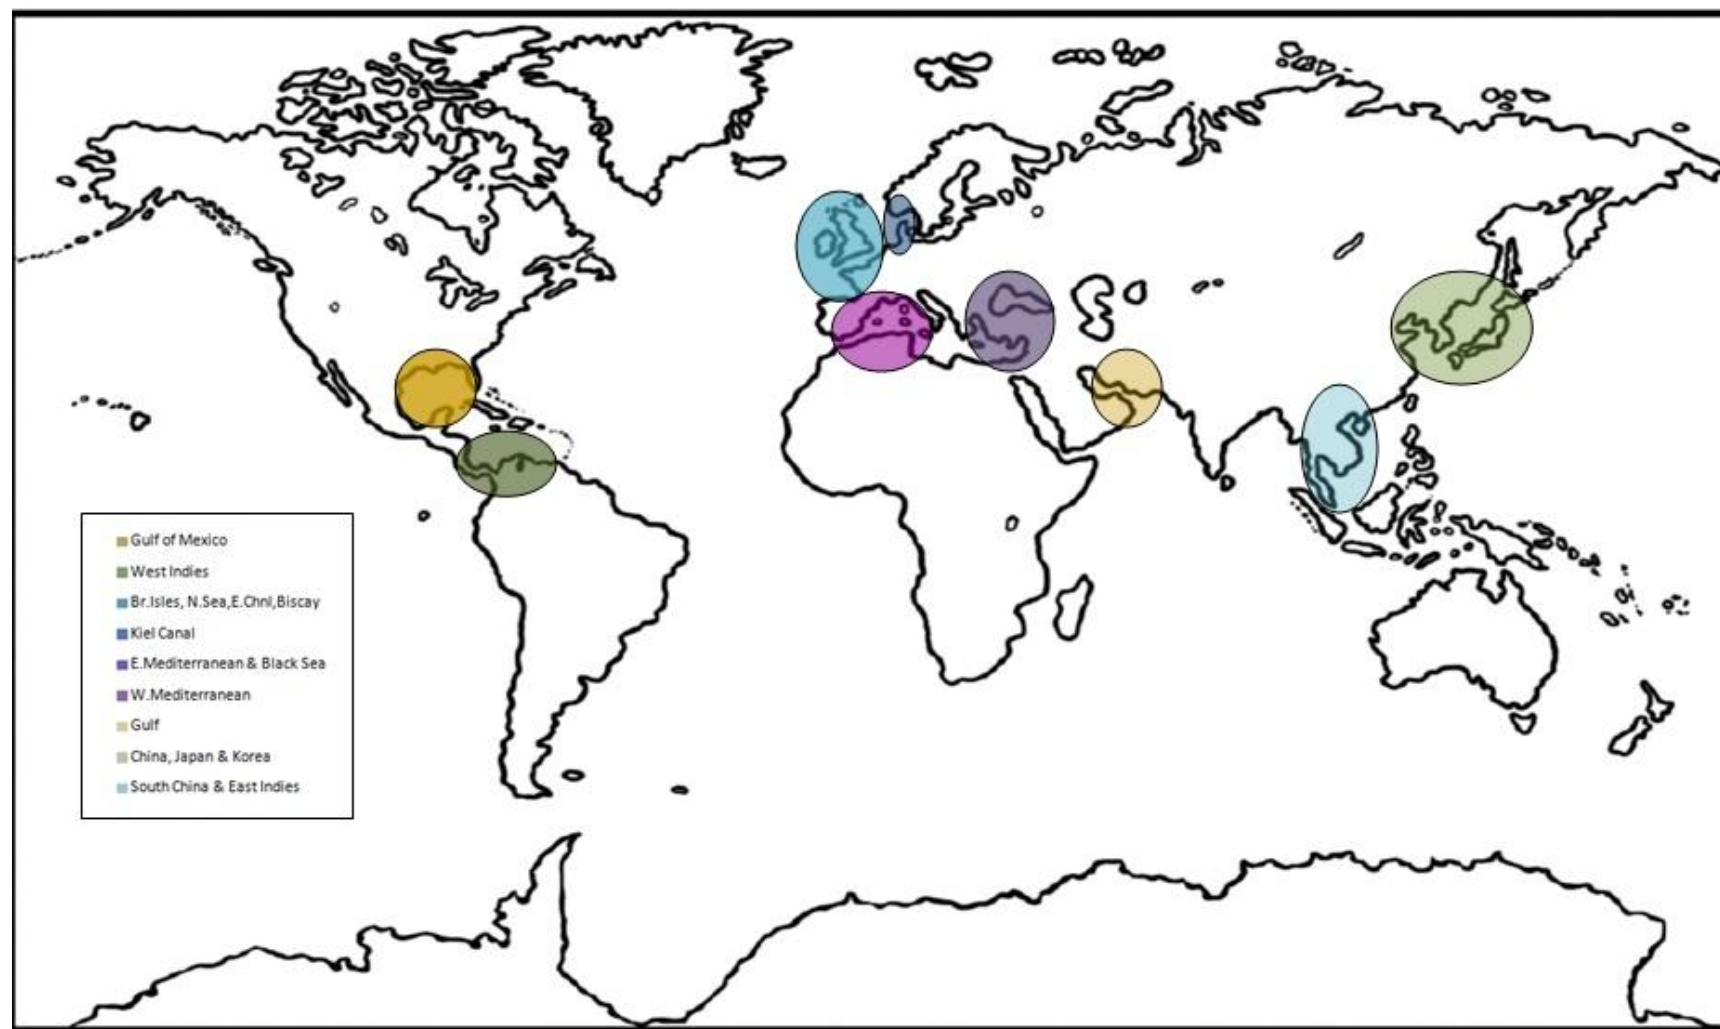 Gulf of Mexico
West Indies
Br.Isles, N.Sea,E.Chnl,Biscay
Kiel Canal
E.Mediterranean & Black Sea
W.Mediterranean
Gulf
China, Japan & Korea
South China & East Indies